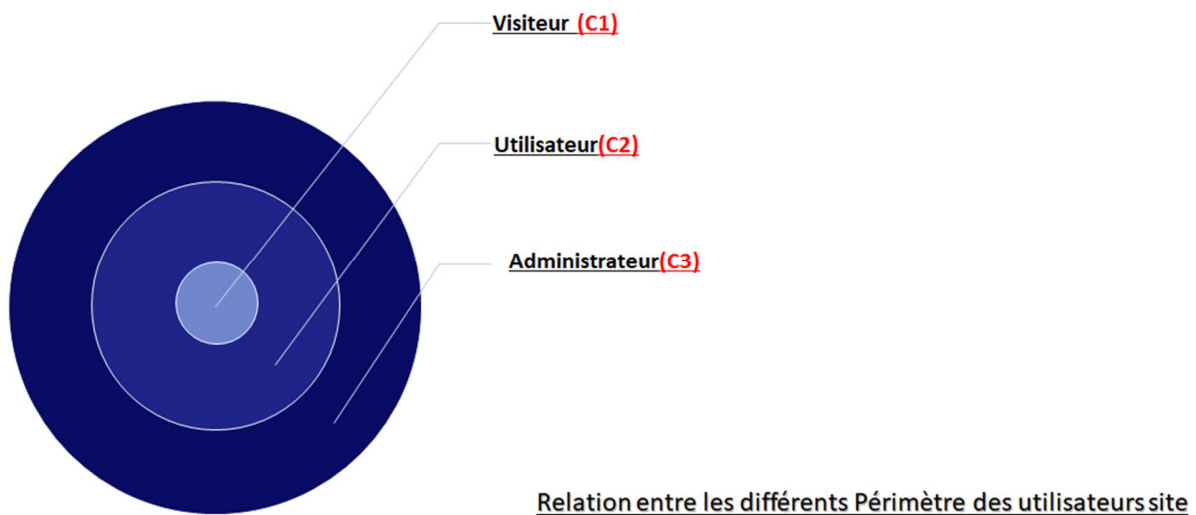 Visiteur (C1)
Utilisateur(C2)
Administrateur(C3)
Relation entre les différents Périmètre des utilisateurs site